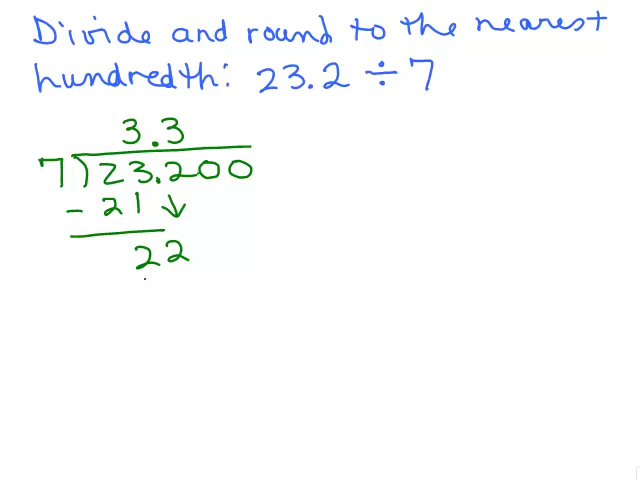 Divide and round to the nearest
hundredth: 23.2 ÷ 7
3.3
7)23.200
- 21 ↓
22